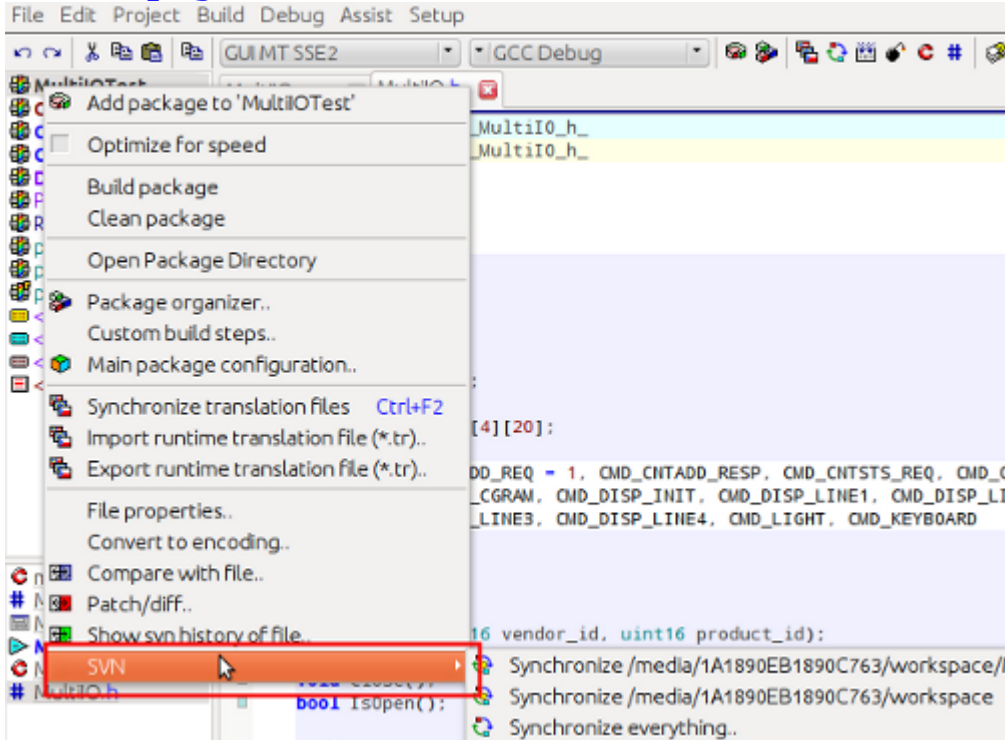 File Edit Project Build Debug Assist Setup
GUI MT SSE2 GCC Debug
MultiIOTest
Add package to 'MultiIOTest'
_MultiIO_h_
Optimize for speed
_MultiIO_h_
Build package
Clean package
Open Package Directory
Package organizer..
Custom build steps..
Main package configuration..
Synchronize translation files Ctrl+F2
[4][20];
Import runtime translation file (*.tr)..
Export runtime translation file (*.tr)..
DD_REQ = 1, CMD_CNTADD_RESP, CMD_CNTSTS_REQ,
_CGRAM, CMD_DISP_INIT, CMD_DISP_LINE1,
File properties..
_LINE3, CMD_DISP_LINE4, CMD_LIGHT, CMD_KEYBOARD
Convert to encoding..
Compare with file..
Patch/diff..
Show svn history of file..
16 vendor_id, uint16 product_id);
SVN
Synchronize /media/1A1890EB1890C763/workspace/
void Close();
MultiIO.h
bool IsOpen();
Synchronize /media/1A1890EB1890C763/workspace
Synchronize everything..